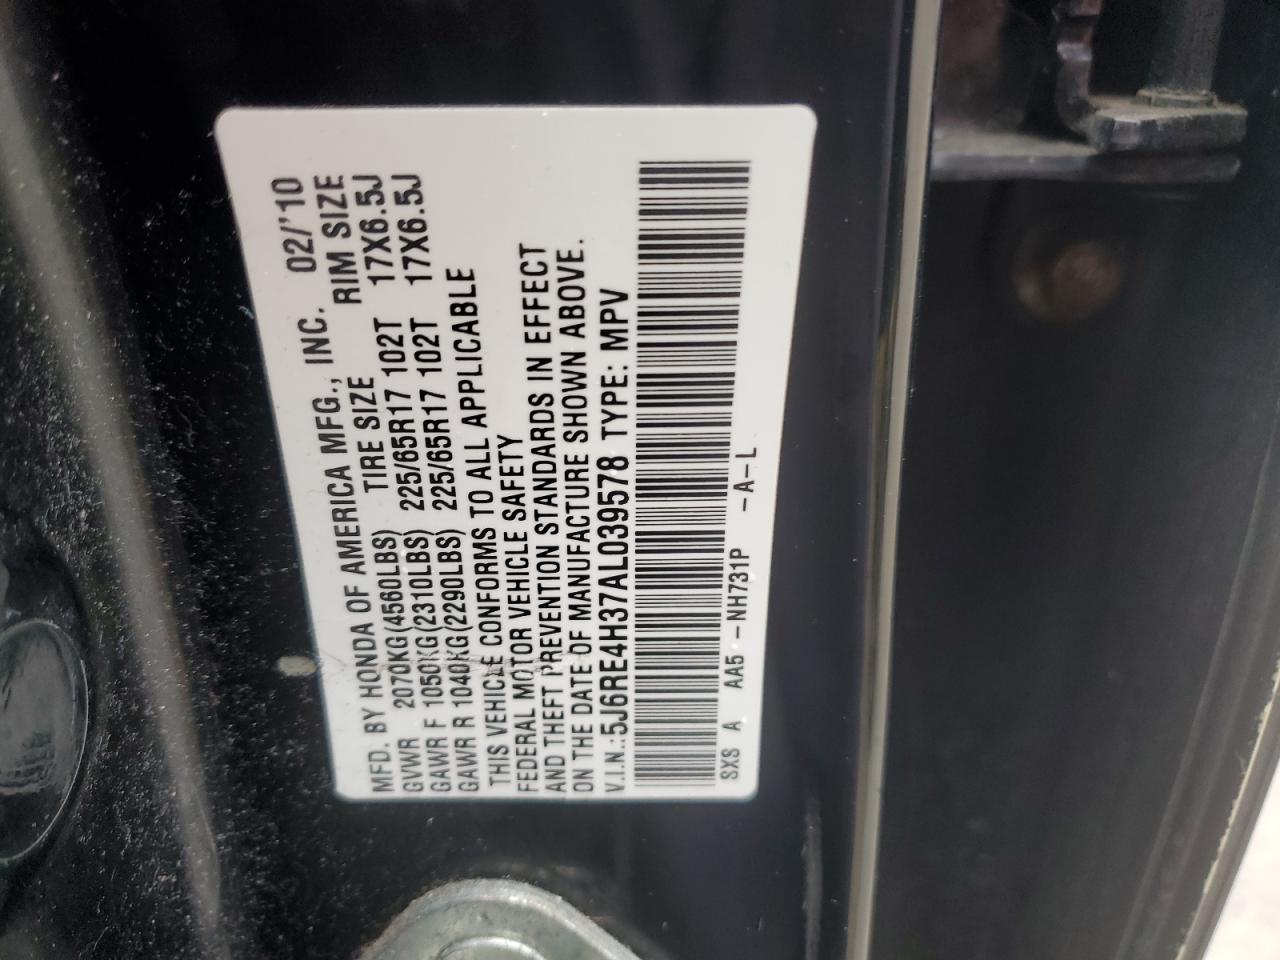 MFD. BY HONDA OF AMERICA MFG., INC. 02/'10
GVWR 2070KG(4560LBS) TIRE SIZE RIM SIZE
GAWR F 1050KG(2310LBS) 225/65R17 102T 17X6.5J
GAWR R 1040KG(2290LBS) 225/65R17 102T 17X6.5J
THIS VEHICLE CONFORMS TO ALL APPLICABLE
FEDERAL MOTOR VEHICLE SAFETY
AND THEFT PREVENTION STANDARDS IN EFFECT
ON THE DATE OF MANUFACTURE SHOWN ABOVE.
V.I.N.:5J6RE4H37AL039578 TYPE: MPV
SXS A AA5 -NH731P -A-L